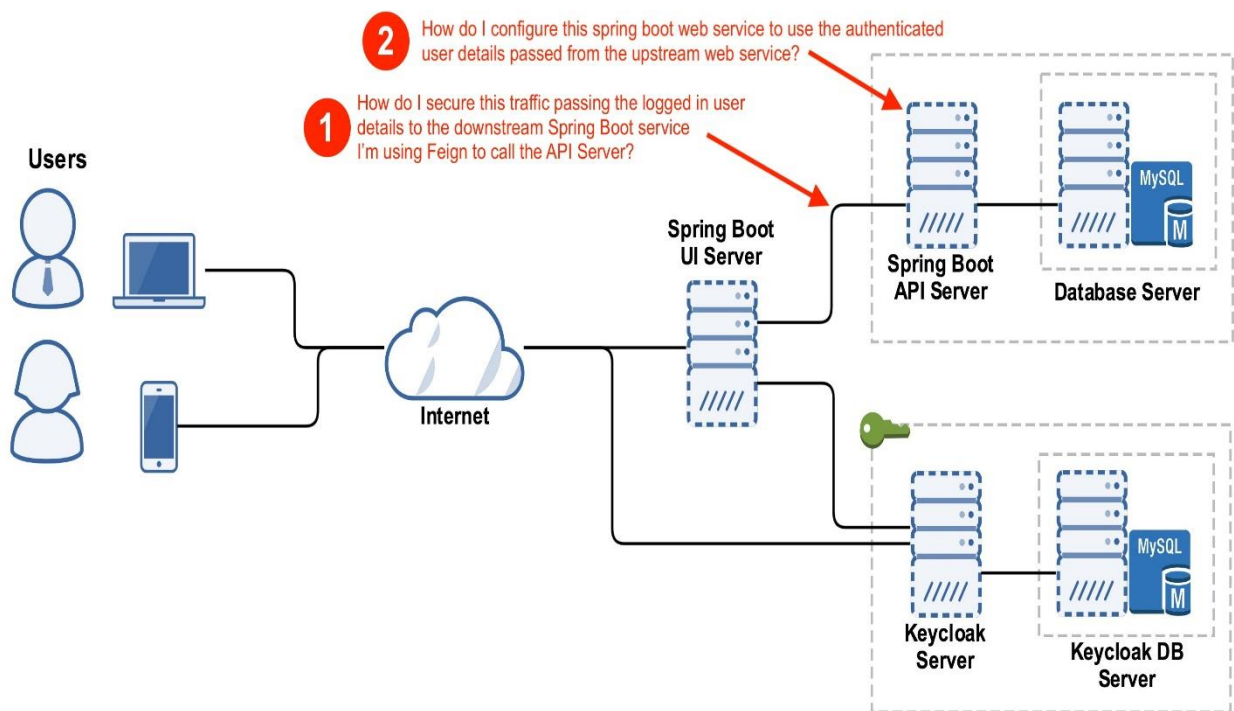 2
How do I configure this spring boot web service to use the authenticated
user details passed from the upstream web service?
1
How do I secure this traffic passing the logged in user
details to the downstream Spring Boot service
I'm using Feign to call the API Server?
Users
MySQL
M
Spring Boot
UI Server
Spring Boot
API Server
Database Server
Internet
MySQL
M
Keycloak
Server
Keycloak DB
Server